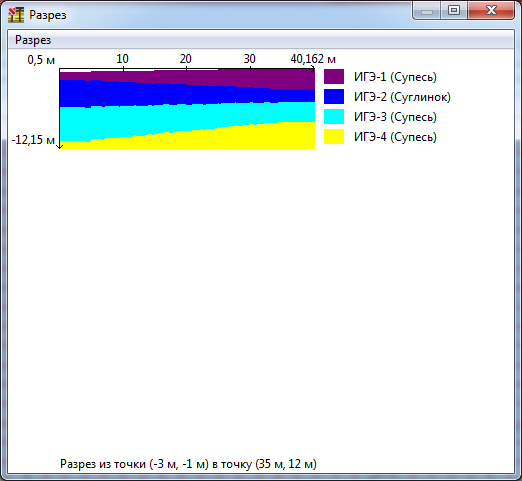 Разрез
Разрез
0,5 м 10 20 30 40,162 м
ИГЭ-1 (Супесь)
ИГЭ-2 (Суглинок)
ИГЭ-3 (Супесь)
-12,15 м ИГЭ-4 (Супесь)
Разрез из точки (-3 м, -1 м) в точку (35 м, 12 м)